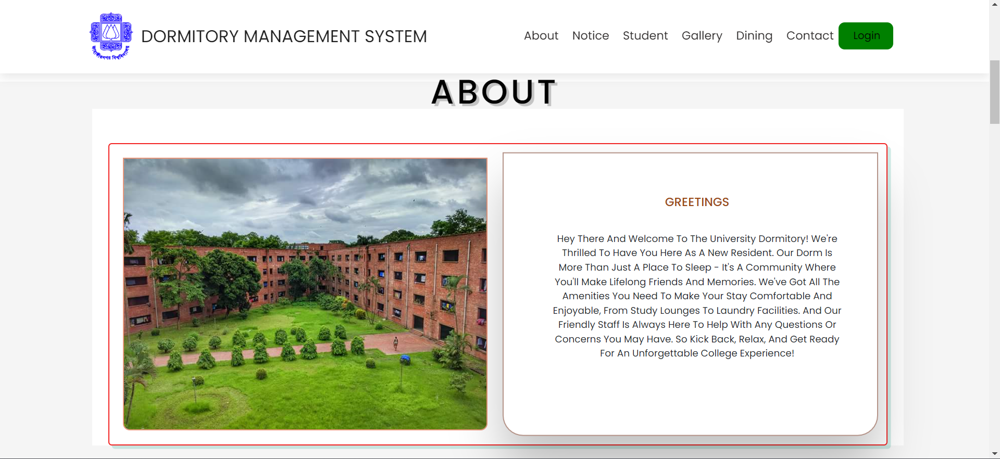 জাহাঙ্গীরনগর বিশ্ববিদ্যালয়
DORMITORY MANAGEMENT SYSTEM
About Notice Student Gallery Dining Contact Login
ABOUT
GREETINGS
Hey There And Welcome To The University Dormitory! We're
Thrilled To Have You Here As A New Resident. Our Dorm Is
More Than Just A Place To Sleep - It's A Community Where
You'll Make Lifelong Friends And Memories. We've Got All The
Amenities You Need To Make Your Stay Comfortable And
Enjoyable, From Study Lounges To Laundry Facilities. And Our
Friendly Staff Is Always Here To Help With Any Questions Or
Concerns You May Have. So Kick Back, Relax, And Get Ready
For An Unforgettable College Experience!